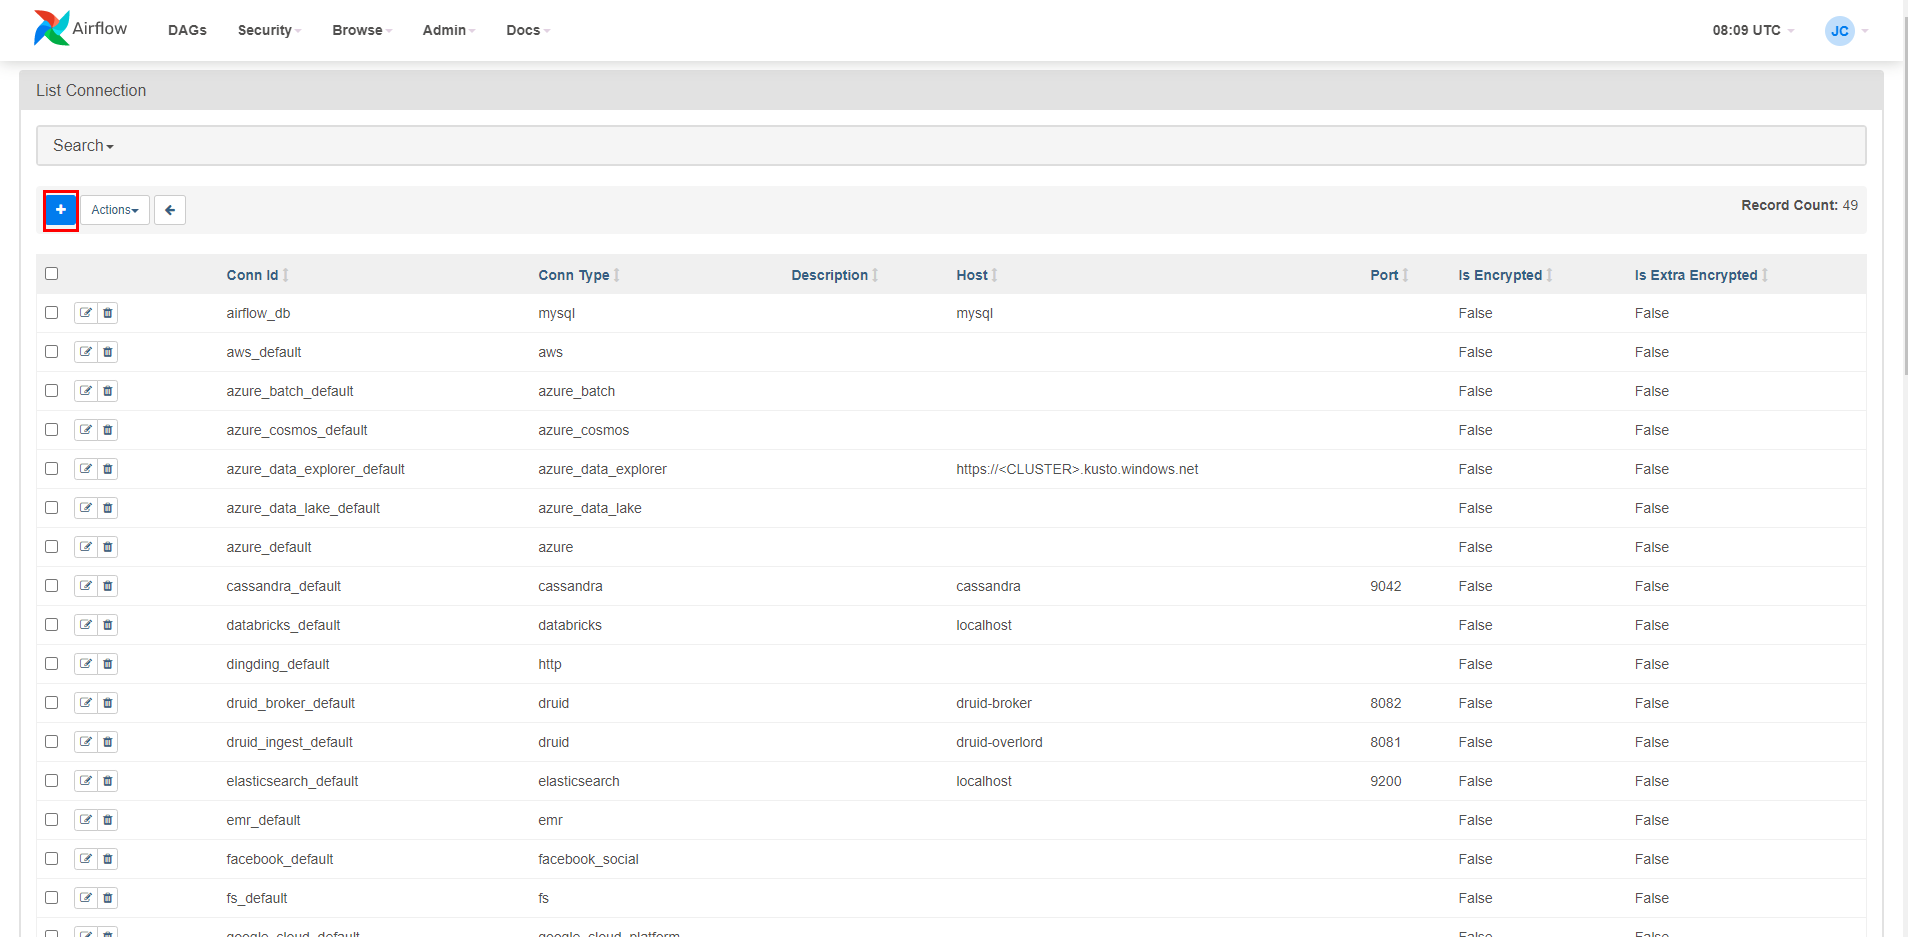 Airflow DAGs Security Browse Admin Docs 08:09 UTC JC
List Connection
Search
+ Actions Record Count: 49
Conn Id Conn Type Description Host Port Is Encrypted Is Extra Encrypted
airflow_db mysql mysql False False
aws_default aws False False
azure_batch_default azure_batch False False
azure_cosmos_default azure_cosmos False False
azure_data_explorer_default azure_data_explorer https://<CLUSTER>.kusto.windows.net False False
azure_data_lake_default azure_data_lake False False
azure_default azure False False
cassandra_default cassandra cassandra 9042 False False
databricks_default databricks localhost False False
dingding_default http False False
druid_broker_default druid druid-broker 8082 False False
druid_ingest_default druid druid-overlord 8081 False False
elasticsearch_default elasticsearch localhost 9200 False False
emr_default emr False False
facebook_default facebook_social False False
fs_default fs False False
google_cloud_default google_cloud_platform False False